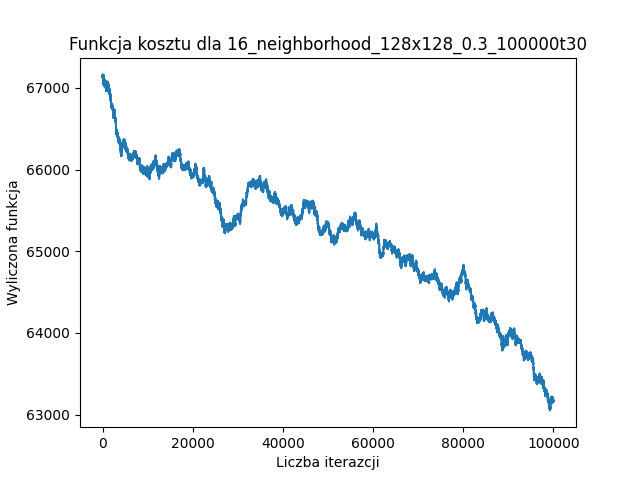 Funkcja kosztu dla 16_neighborhood_128x128_0.3_100000t30
Wyliczona funkcja
67000
66000
65000
64000
63000
0 20000 40000 60000 80000 100000
Liczba iterazcji